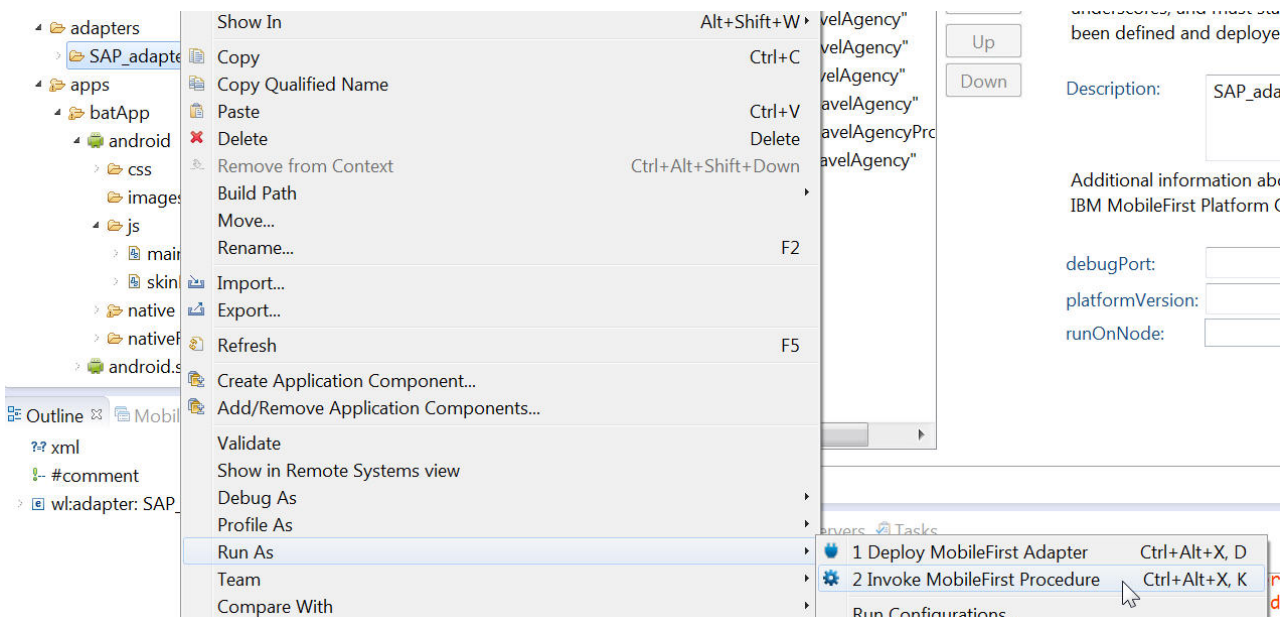 adapters
SAP_adapte
apps
batApp
android
css
images
js
main
skin
native
nativeR
android.s
Outline
Mobil
?=? xml
!-- #comment
e wl:adapter: SAP_
Show In Alt+Shift+W
Copy Ctrl+C
Copy Qualified Name
Paste Ctrl+V
Delete Delete
Remove from Context Ctrl+Alt+Shift+Down
Build Path
Move...
Rename... F2
Import...
Export...
Refresh F5
Create Application Component...
Add/Remove Application Components...
Validate
Show in Remote Systems view
Debug As
Profile As
Run As
Team
Compare With
velAgency"
velAgency"
velAgency"
avelAgency"
avelAgencyPro
avelAgency"
Up
Down
underscores, and must sta
been defined and deploye
Description: SAP_ada
Additional information abo
IBM MobileFirst Platform
debugPort:
platformVersion:
runOnNode:
ervers Tasks
1 Deploy MobileFirst Adapter Ctrl+Alt+X, D
2 Invoke MobileFirst Procedure Ctrl+Alt+X, K
Run Configurations